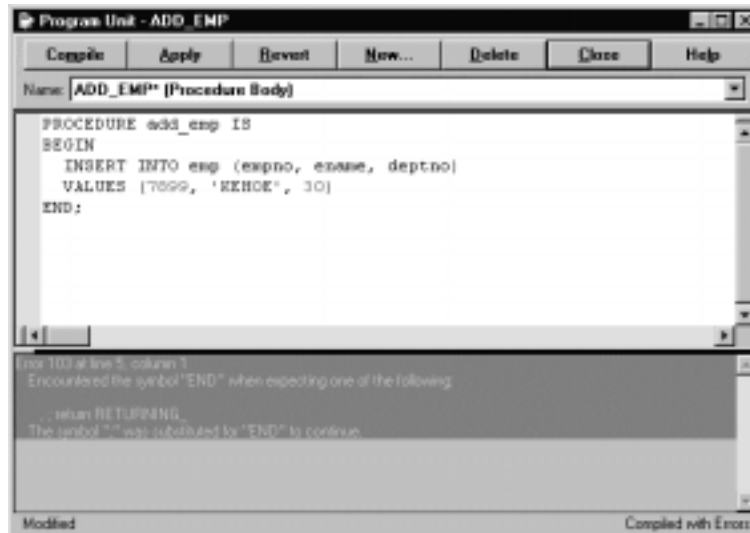 Program Unit - ADD_EMP
Compile Apply Revert New... Delete Close Help
Name: ADD_EMP* (Procedure Body)
PROCEDURE add_emp IS
BEGIN
INSERT INTO emp (empno, ename, deptno)
VALUES (7899, 'KEHOE', 30)
END;
Error 103 at line 5, column 1
Encountered the symbol "END" when expecting one of the following:
. ; return RETURNING_
The symbol ";" was substituted for "END" to continue.
Modified Compiled with Errors